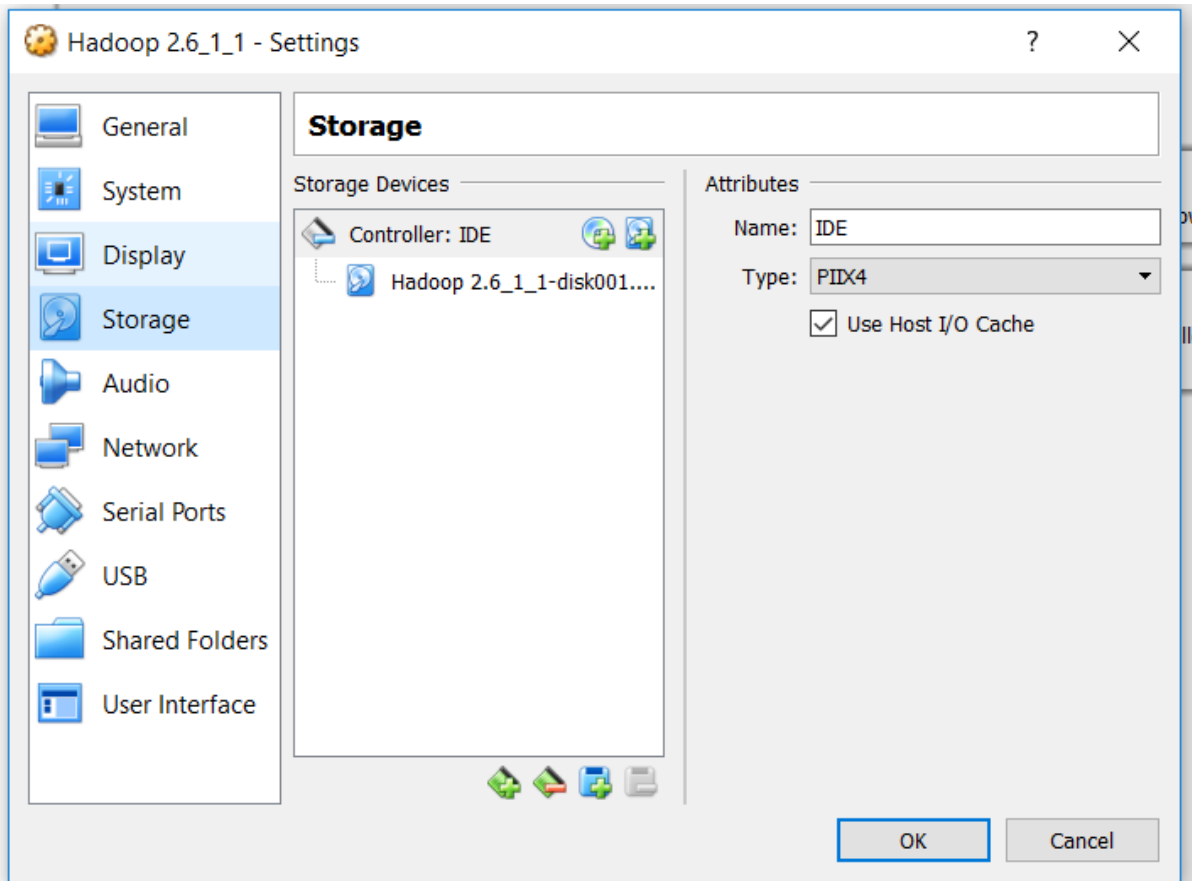 Hadoop 2.6_1_1 - Settings
?
General
System
Display
Storage
Audio
Network
Serial Ports
USB
Shared Folders
User Interface
Storage
Storage Devices
Controller: IDE
Hadoop 2.6_1_1-disk001....
Attributes
Name: IDE
Type: PIIX4
Use Host I/O Cache
OK
Cancel